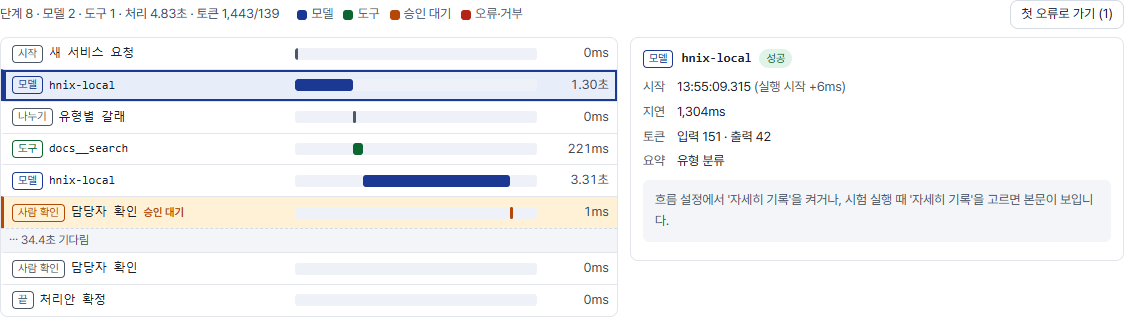 단계 8 · 모델 2 · 도구 1 · 처리 4.83초 · 토큰 1,443/139 모델 도구 승인 대기 오류·거부 첫 오류로 가기 (1)
시작 새 서비스 요청 0ms
모델 hnix-local 1.30초
나누기 유형별 갈래 0ms
도구 docs__search 221ms
모델 hnix-local 3.31초
사람 확인 담당자 확인 승인 대기 1ms
··· 34.4초 기다림
사람 확인 담당자 확인 0ms
끝 처리안 확정 0ms
모델 hnix-local 성공
시작 13:55:09.315 (실행 시작 +6ms)
지연 1,304ms
토큰 입력 151 · 출력 42
요약 유형 분류
흐름 설정에서 '자세히 기록'을 켜거나, 시험 실행 때 '자세히 기록'을 고르면 본문이 보입니
다.